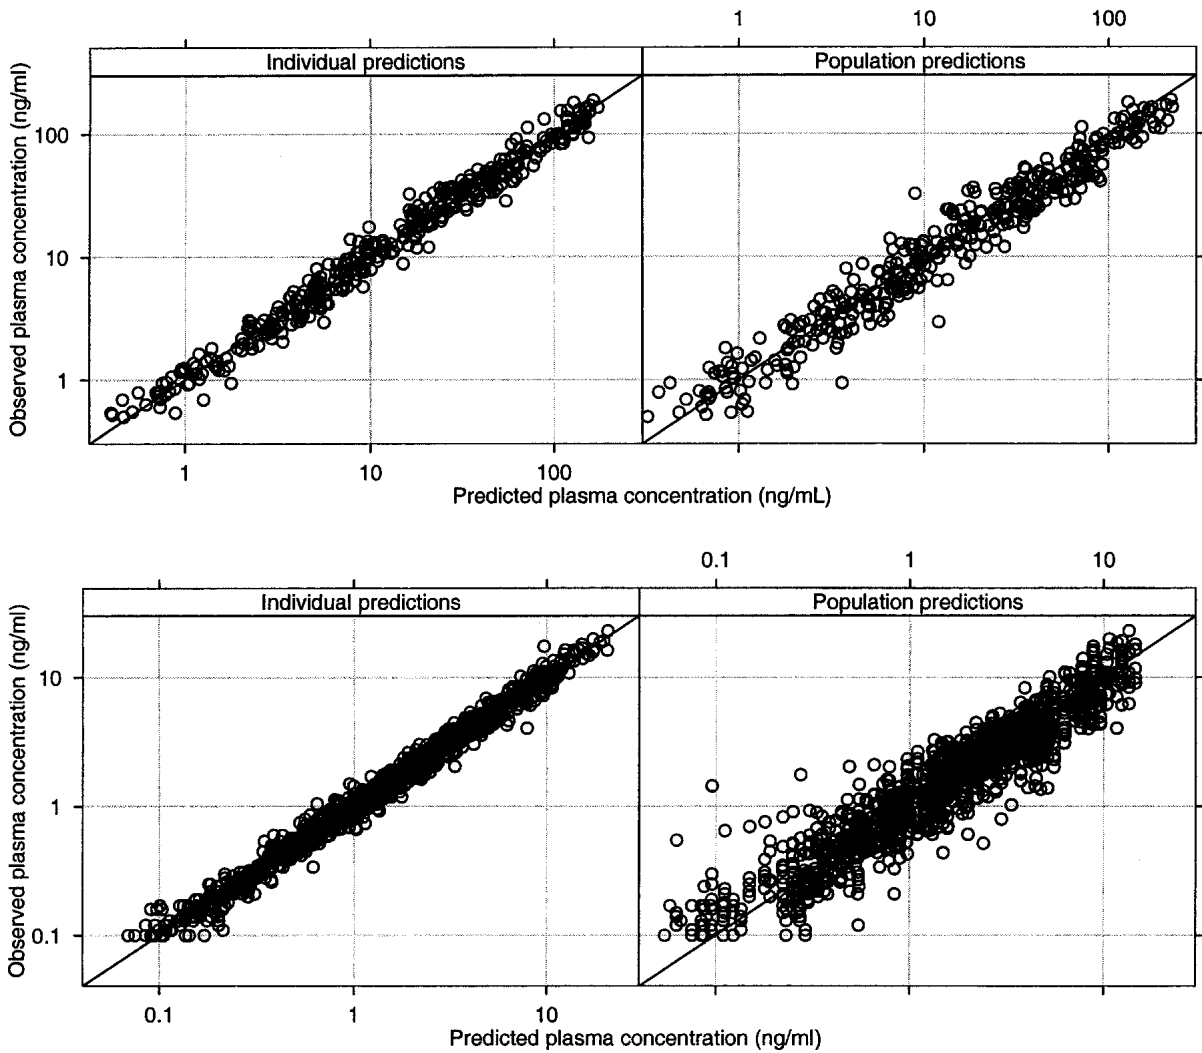 1 10 100
Individual predictions Population predictions
Observed plasma concentration (ng/ml)
100
10
1
1 10 100
Predicted plasma concentration (ng/mL)
0.1 1 10
Individual predictions Population predictions
Observed plasma concentration (ng/ml)
10
1
0.1
0.1 1 10
Predicted plasma concentration (ng/ml)